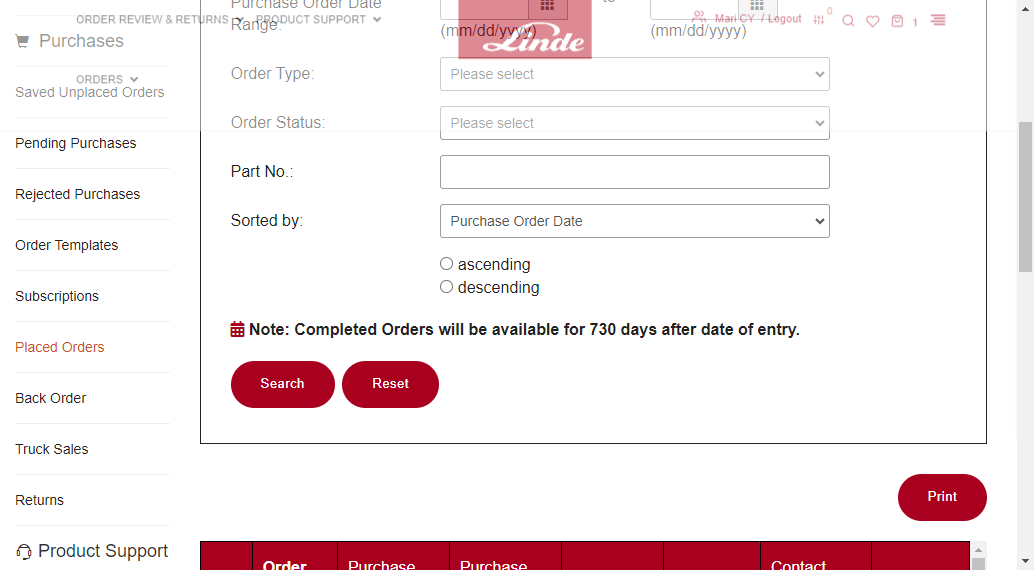 Purchase Order Date Range:
to
ORDER REVIEW & RETURNS PRODUCT SUPPORT
Linde
Mari CY / Logout 0 1
(mm/dd/yyyy) (mm/dd/yyyy)
Purchases
ORDERS
Saved Unplaced Orders
Pending Purchases
Rejected Purchases
Order Templates
Subscriptions
Placed Orders
Back Order
Truck Sales
Returns
Product Support
Order Type: Please select
Order Status: Please select
Part No.:
Sorted by: Purchase Order Date
ascending
descending
Note: Completed Orders will be available for 730 days after date of entry.
Search Reset
Print
Order Purchase Purchase Contact